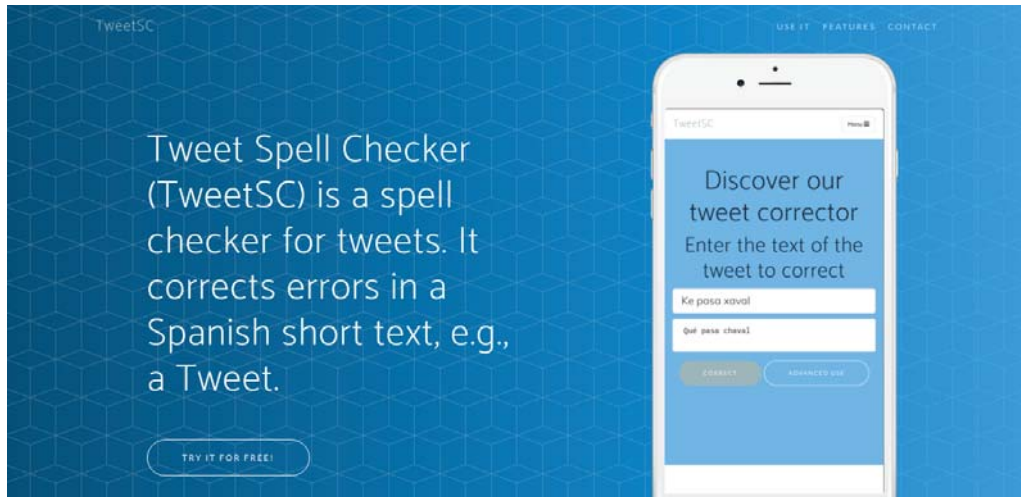 TweetSC
USE IT FEATURES CONTACT
Tweet Spell Checker
(TweetSC) is a spell
checker for tweets. It
corrects errors in a
Spanish short text, e.g.,
a Tweet.
TRY IT FOR FREE!
TweetSC
Menu
Discover our
tweet corrector
Enter the text of the
tweet to correct
Ke pasa xaval
Qué pasa chaval
CORRECT ADVANCED USE